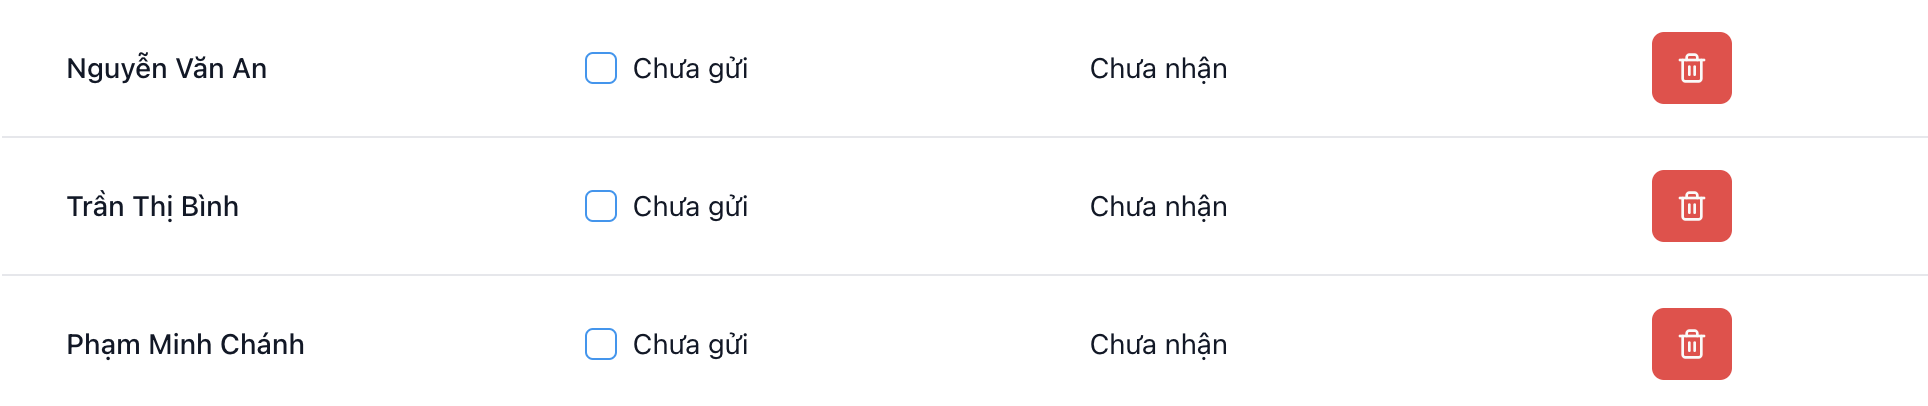 Nguyễn Văn An Chưa gửi Chưa nhận
Trần Thị Bình Chưa gửi Chưa nhận
Phạm Minh Chánh Chưa gửi Chưa nhận